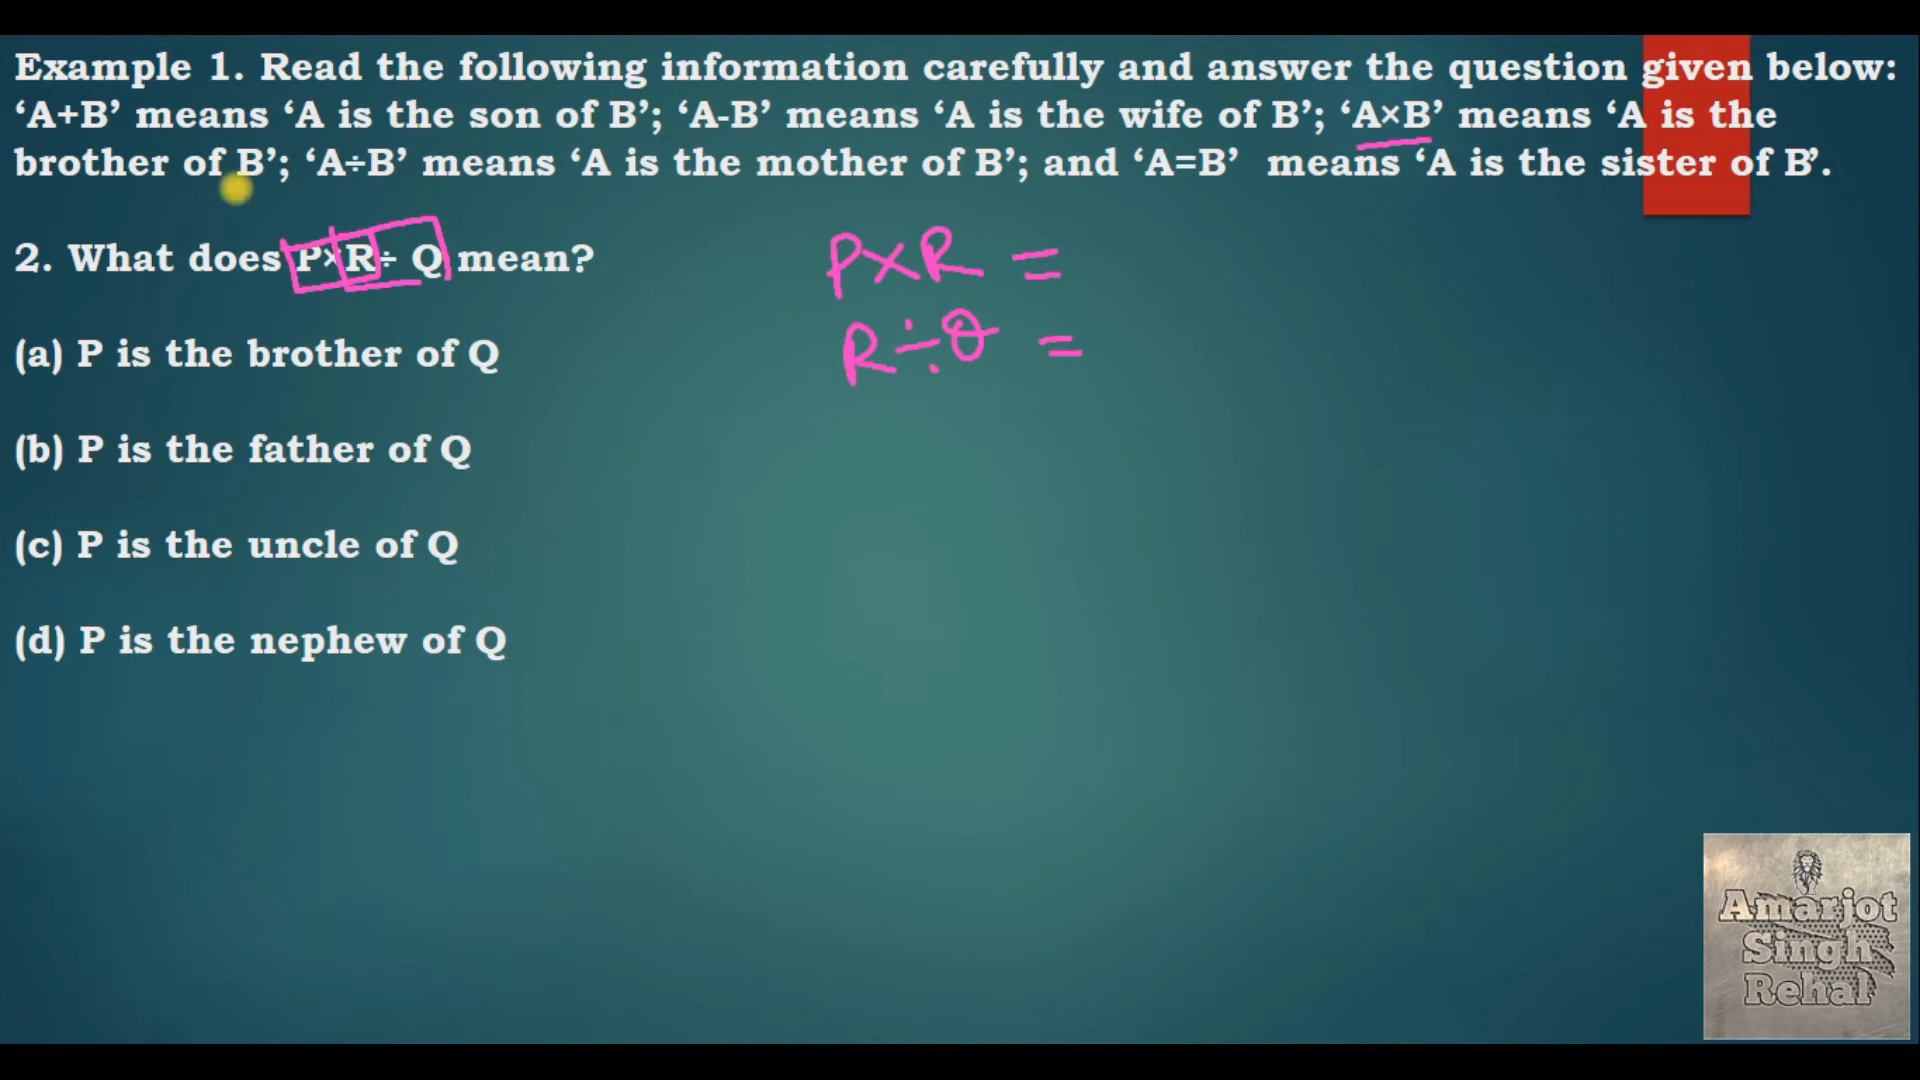 Example 1. Read the following information carefully and answer the question given below:
‘A+B’ means ‘A is the son of B’; ‘A-B’ means ‘A is the wife of B’; ‘A×B’ means ‘A is the
brother of B’; ‘A÷B’ means ‘A is the mother of B’; and ‘A=B’ means ‘A is the sister of B’.
2. What does P×R÷ Q mean?
P×R =
R÷Q =
(a) P is the brother of Q
(b) P is the father of Q
(c) P is the uncle of Q
(d) P is the nephew of Q
Amarjot
Singh
Rehal